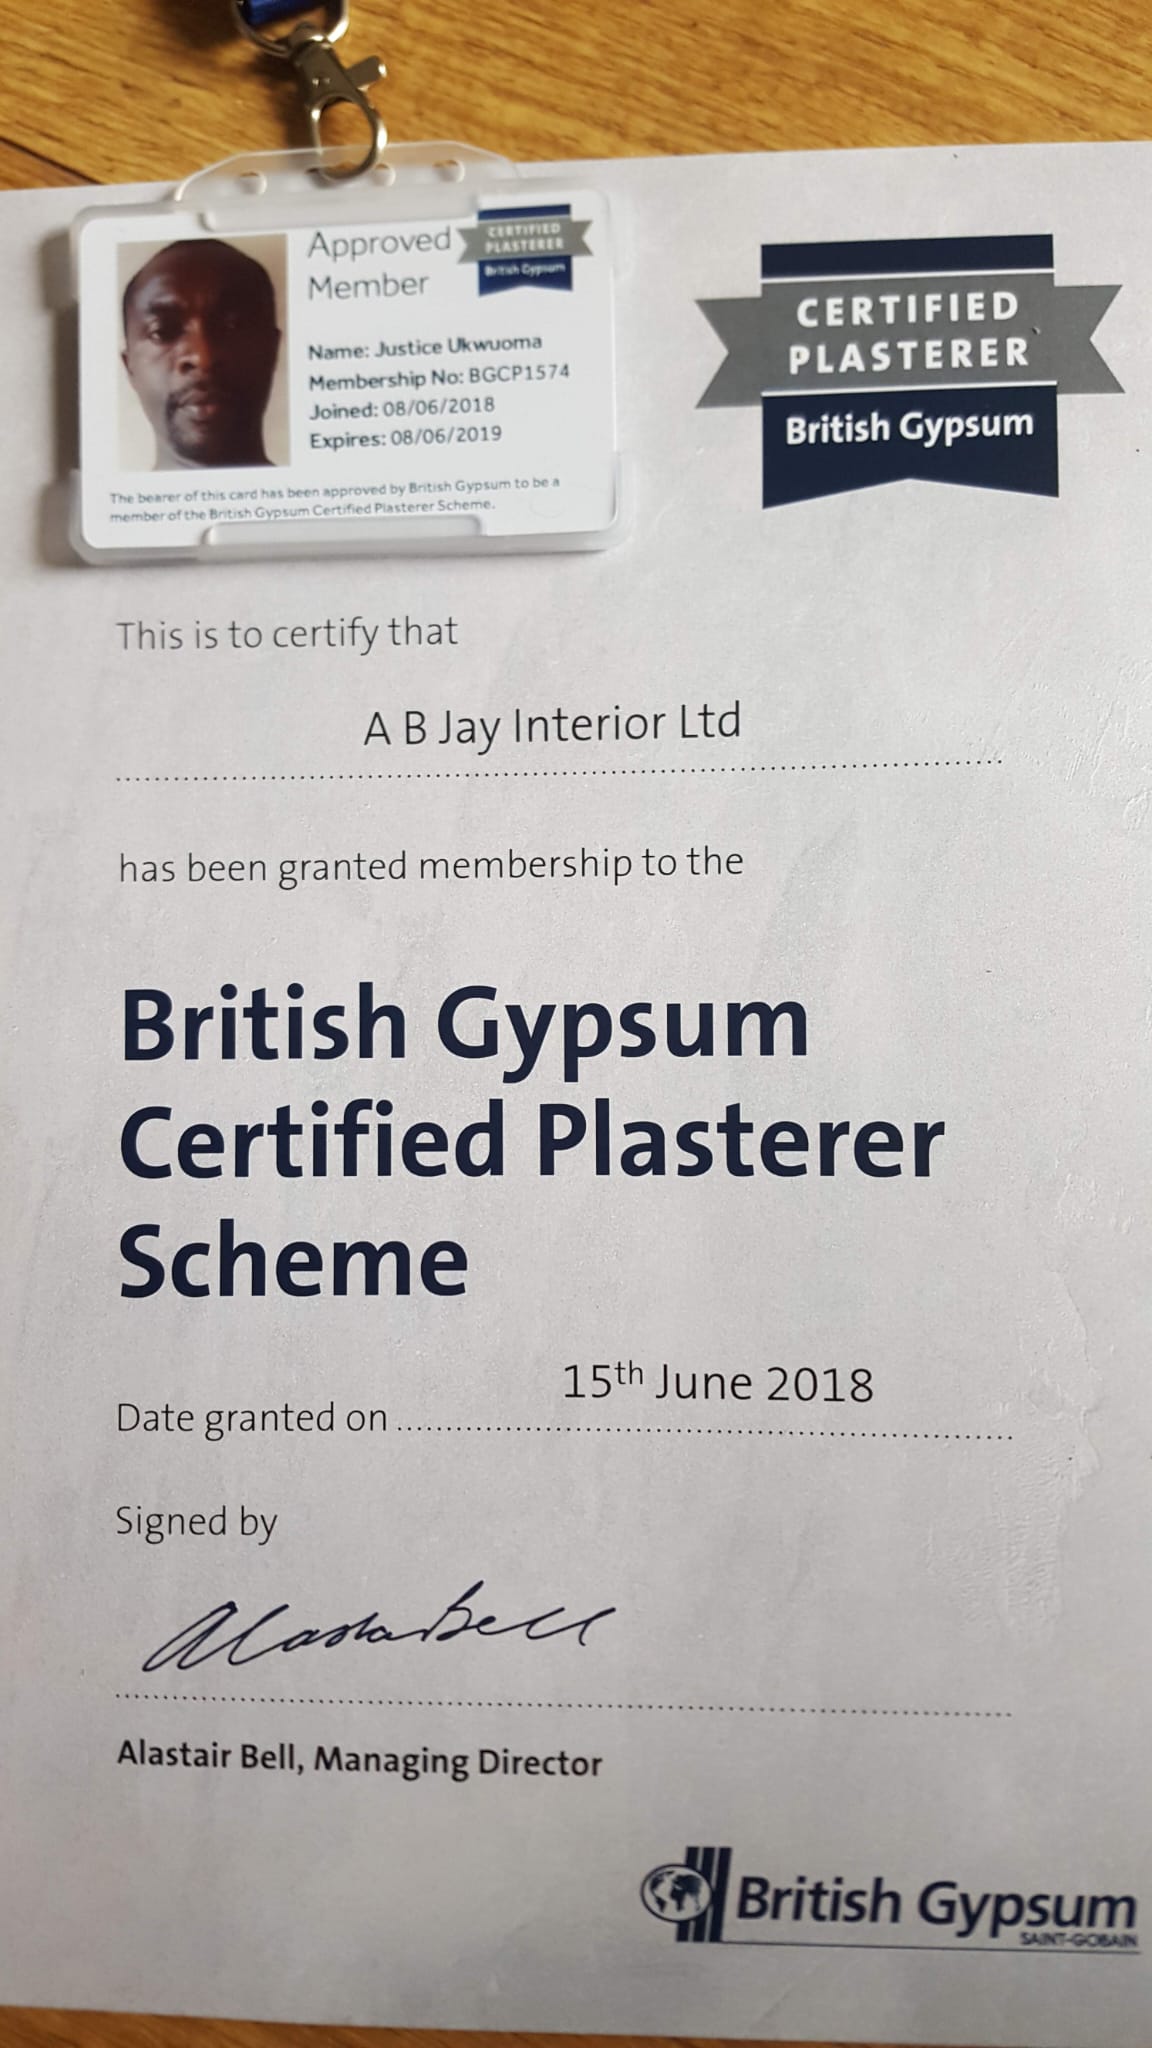 Approved
Member
CERTIFIED
PLASTERER
British Gypsum
Name: Justice Ukwuoma
Membership No: BGCP1574
Joined: 08/06/2018
Expires: 08/06/2019
The bearer of this card has been approved by British Gypsum to be a
member of the British Gypsum Certified Plasterer Scheme.
CERTIFIED
PLASTERER
British Gypsum
This is to certify that
A B Jay Interior Ltd
has been granted membership to the
British Gypsum
Certified Plasterer
Scheme
Date granted on 15th June 2018
Signed by
Alastair Bell
Alastair Bell, Managing Director
British Gypsum
SAINT-GOBAIN